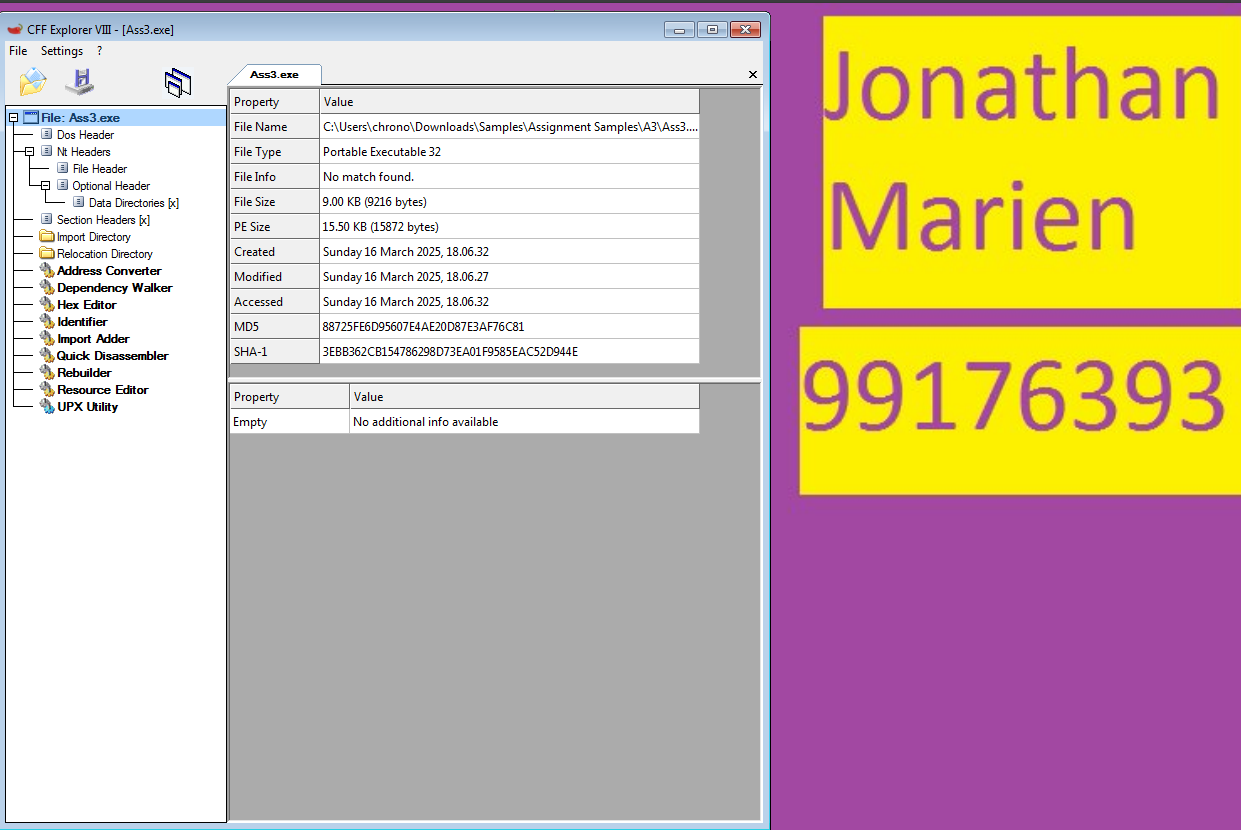 CFF Explorer VIII - [Ass3.exe]
File Settings ?
Ass3.exe
File: Ass3.exe
Dos Header
Nt Headers
File Header
Optional Header
Data Directories [x]
Section Headers [x]
Import Directory
Relocation Directory
Address Converter
Dependency Walker
Hex Editor
Identifier
Import Adder
Quick Disassembler
Rebuilder
Resource Editor
UPX Utility
Property Value
File Name C:\Users\chrono\Downloads\Samples\Assignment Samples\A3\Ass3....
File Type Portable Executable 32
File Info No match found.
File Size 9.00 KB (9216 bytes)
PE Size 15.50 KB (15872 bytes)
Created Sunday 16 March 2025, 18.06.32
Modified Sunday 16 March 2025, 18.06.27
Accessed Sunday 16 March 2025, 18.06.32
MD5 88725FE6D95607E4AE20D87E3AF76C81
SHA-1 3EBB362CB154786298D73EA01F9585EAC52D944E
Property Value
Empty No additional info available
Jonathan
Marien
99176393